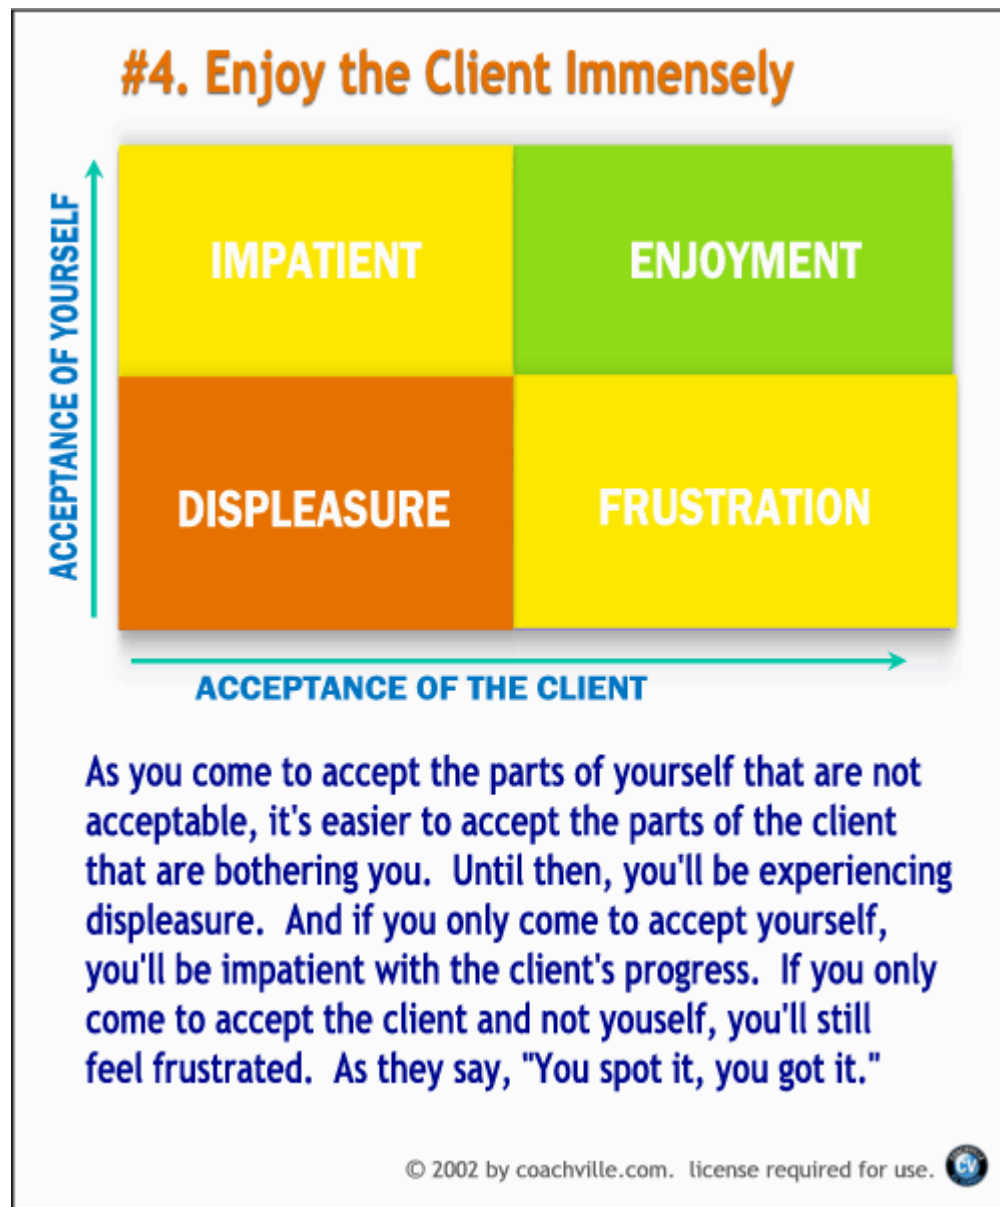 #4. Enjoy the Client Immensely
ACCEPTANCE OF YOURSELF
IMPATIENT
ENJOYMENT
DISPLEASURE
FRUSTRATION
ACCEPTANCE OF THE CLIENT
As you come to accept the parts of yourself that are not
acceptable, it's easier to accept the parts of the client
that are bothering you.  Until then, you'll be experiencing
displeasure.  And if you only come to accept yourself,
you'll be impatient with the client's progress.  If you only
come to accept the client and not youself, you'll still
feel frustrated.  As they say, "You spot it, you got it."
© 2002 by coachville.com.  license required for use.
CV